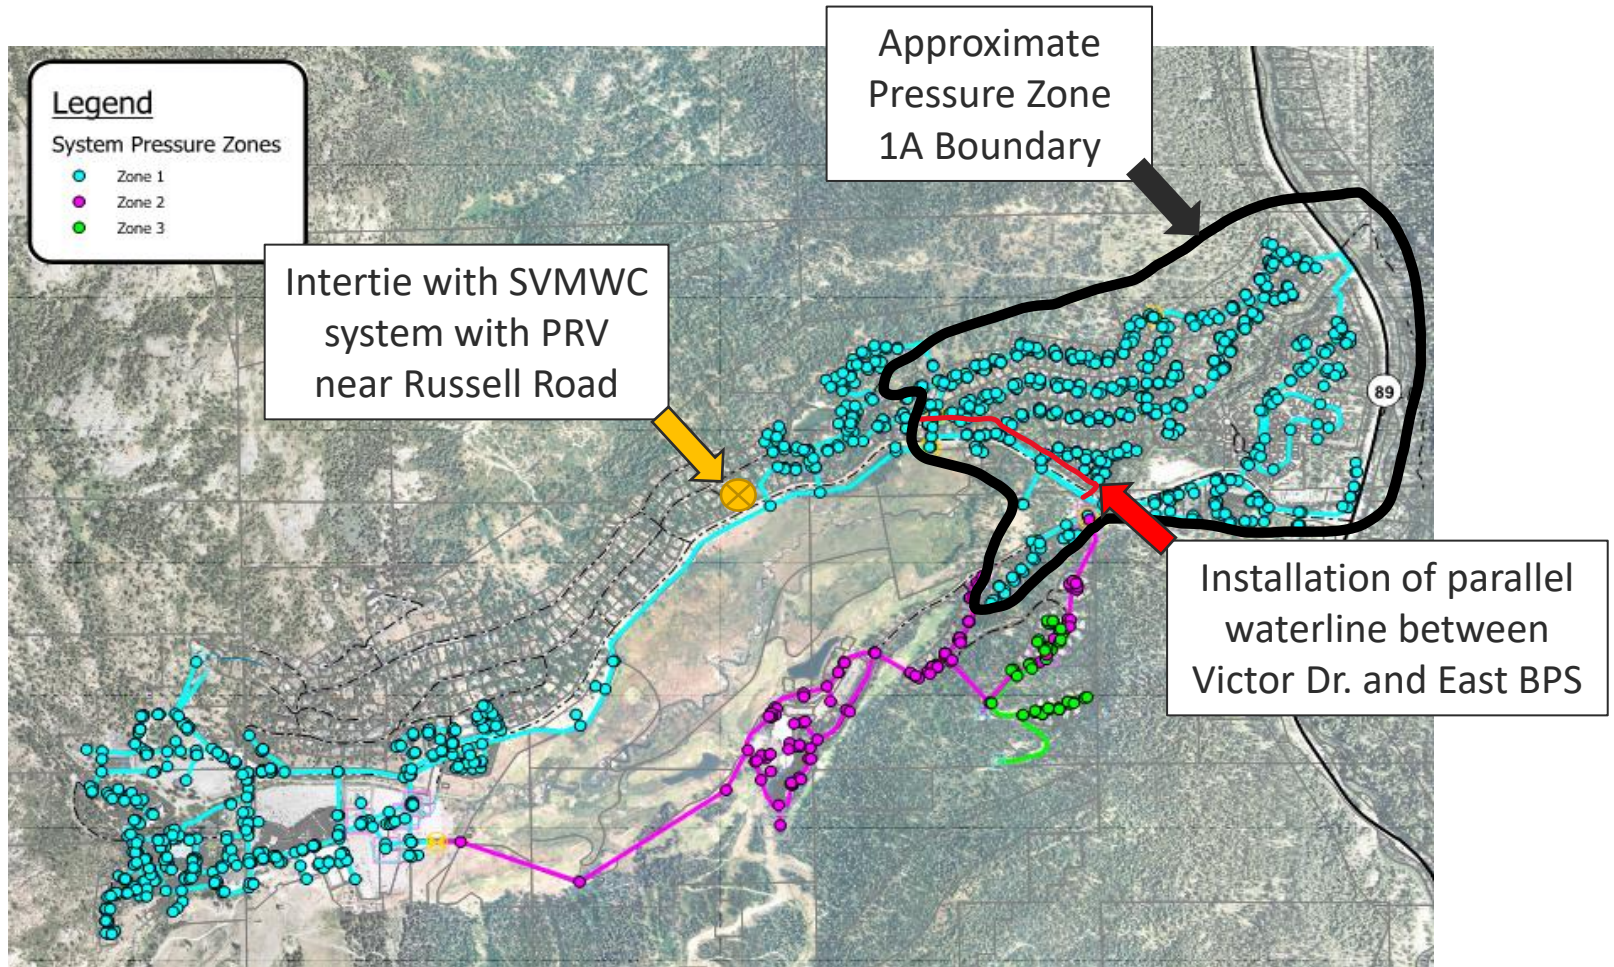 Approximate
Pressure Zone
1A Boundary
Legend
System Pressure Zones
Zone 1
Zone 2
Zone 3
Intertie with SVMWC
system with PRV
near Russell Road
89
Installation of parallel
waterline between
Victor Dr. and East BPS